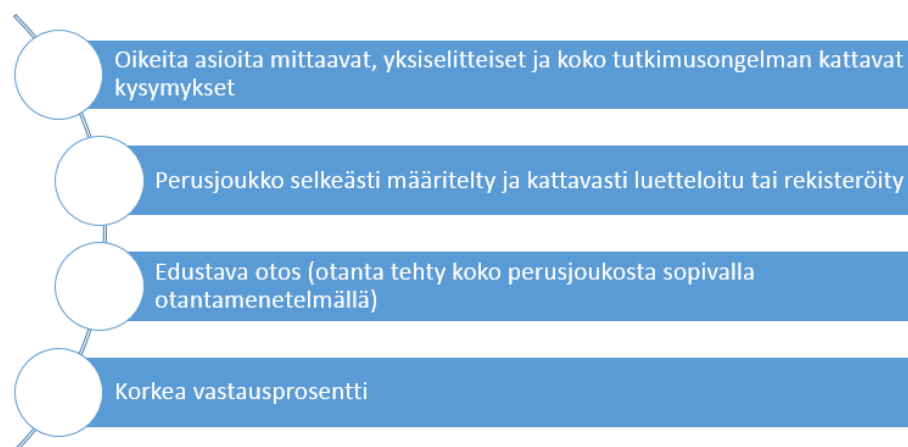 Oikeita asioita mittaavat, yksiselitteiset ja koko tutkimusongelman kattavat
kysymykset
Perusjoukko selkeästi määritelty ja kattavasti luetteloitu tai rekisteröity
Edustava otos (otanta tehty koko perusjoukosta sopivalla
otantamenetelmällä)
Korkea vastausprosentti